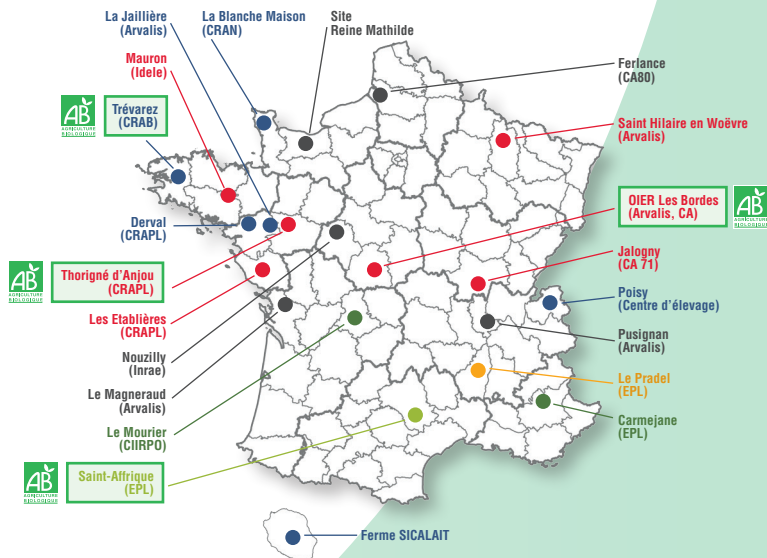 La Jaillière
(Arvalis)
La Blanche Maison
(CRAN)
Site
Reine Mathilde
Mauron
(Idele)
Ferlance
(CA80)
AB
AGRICULTURE
BIOLOGIQUE
Trévarez
(CRAB)
Saint Hilaire en Woëvre
(Arvalis)
OIER Les Bordes
(Arvalis, CA)
AB
AGRICULTURE
BIOLOGIQUE
Derval
(CRAPL)
Jalogny
(CA 71)
AB
AGRICULTURE
BIOLOGIQUE
Thorigné d'Anjou
(CRAPL)
Poisy
(Centre d'élevage)
Les Etablières
(CRAPL)
Pusignan
(Arvalis)
Nouzilly
(Inrae)
Le Pradel
(EPL)
Le Magneraud
(Arvalis)
Carmejane
(EPL)
Le Mourier
(CIIRPO)
AB
AGRICULTURE
BIOLOGIQUE
Saint-Affrique
(EPL)
Ferme SICALAIT